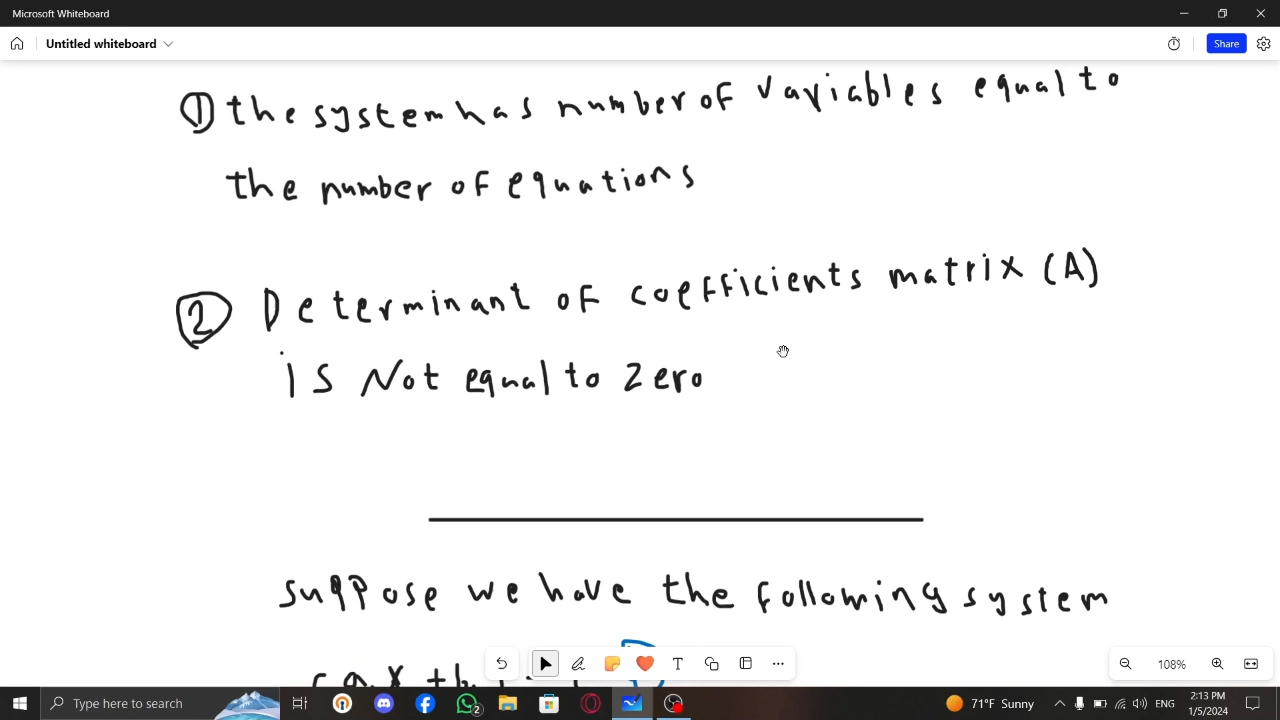 Microsoft Whiteboard
Untitled whiteboard
Share
① the system has number of variables equal to
the number of equations
② Determinant of coefficients matrix (A)
is Not equal to zero
suppose we have the following system
108%
Type here to search
2
71°F Sunny
ENG
2:13 PM
1/5/2024